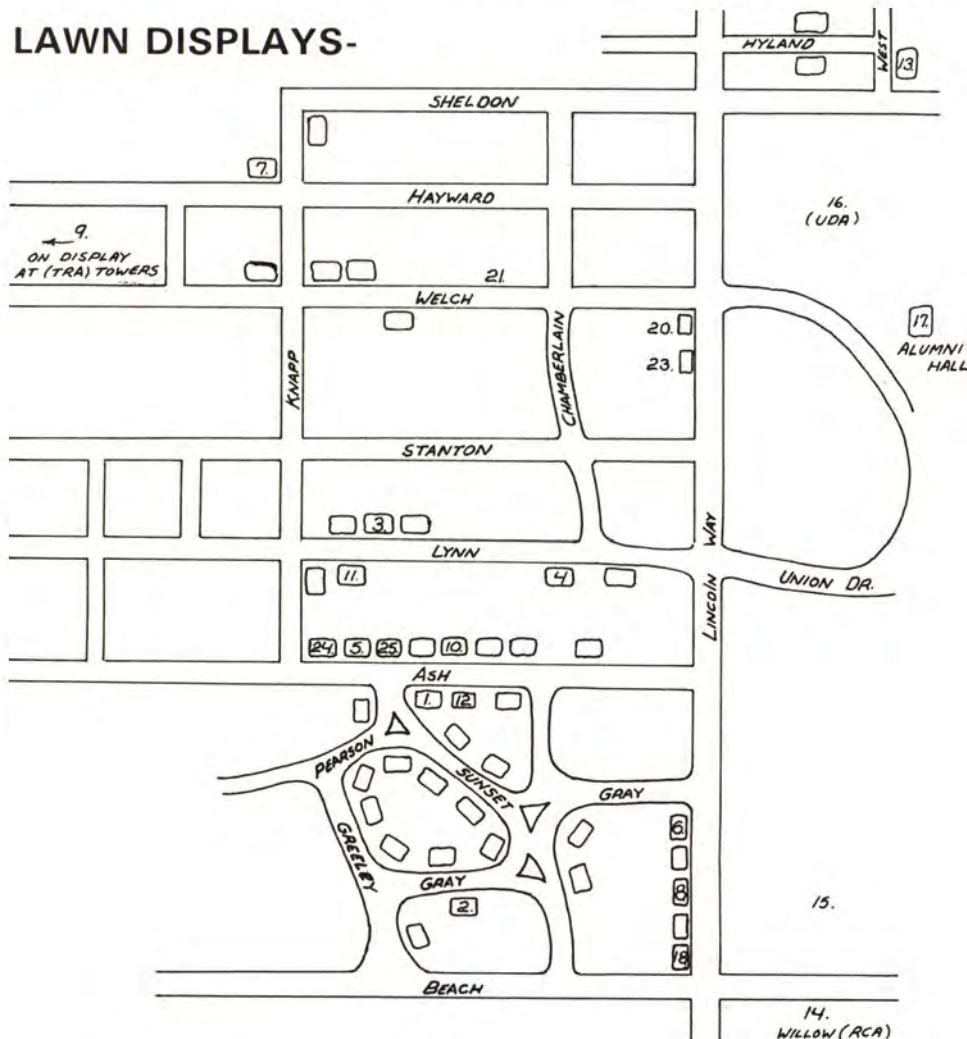 LAWN DISPLAYS-
HYLAND
WEST
13.
SHELDON
7.
HAYWARD
16.
(UDA)
9.
ON DISPLAY
AT (TRA) TOWERS
21.
WELCH
KNAPP
CHAMBERLAIN
20.
23.
17.
ALUMNI
HALL
STANTON
3.
LYNN
LINCOLN WAY
11.
4
UNION DR.
24.
5.
25.
10.
ASH
1.
12.
PEARSON
SUNSET
GRAY
6.
GREELEY
GRAY
8
2.
15.
18
BEACH
14.
WILLOW (RCA)